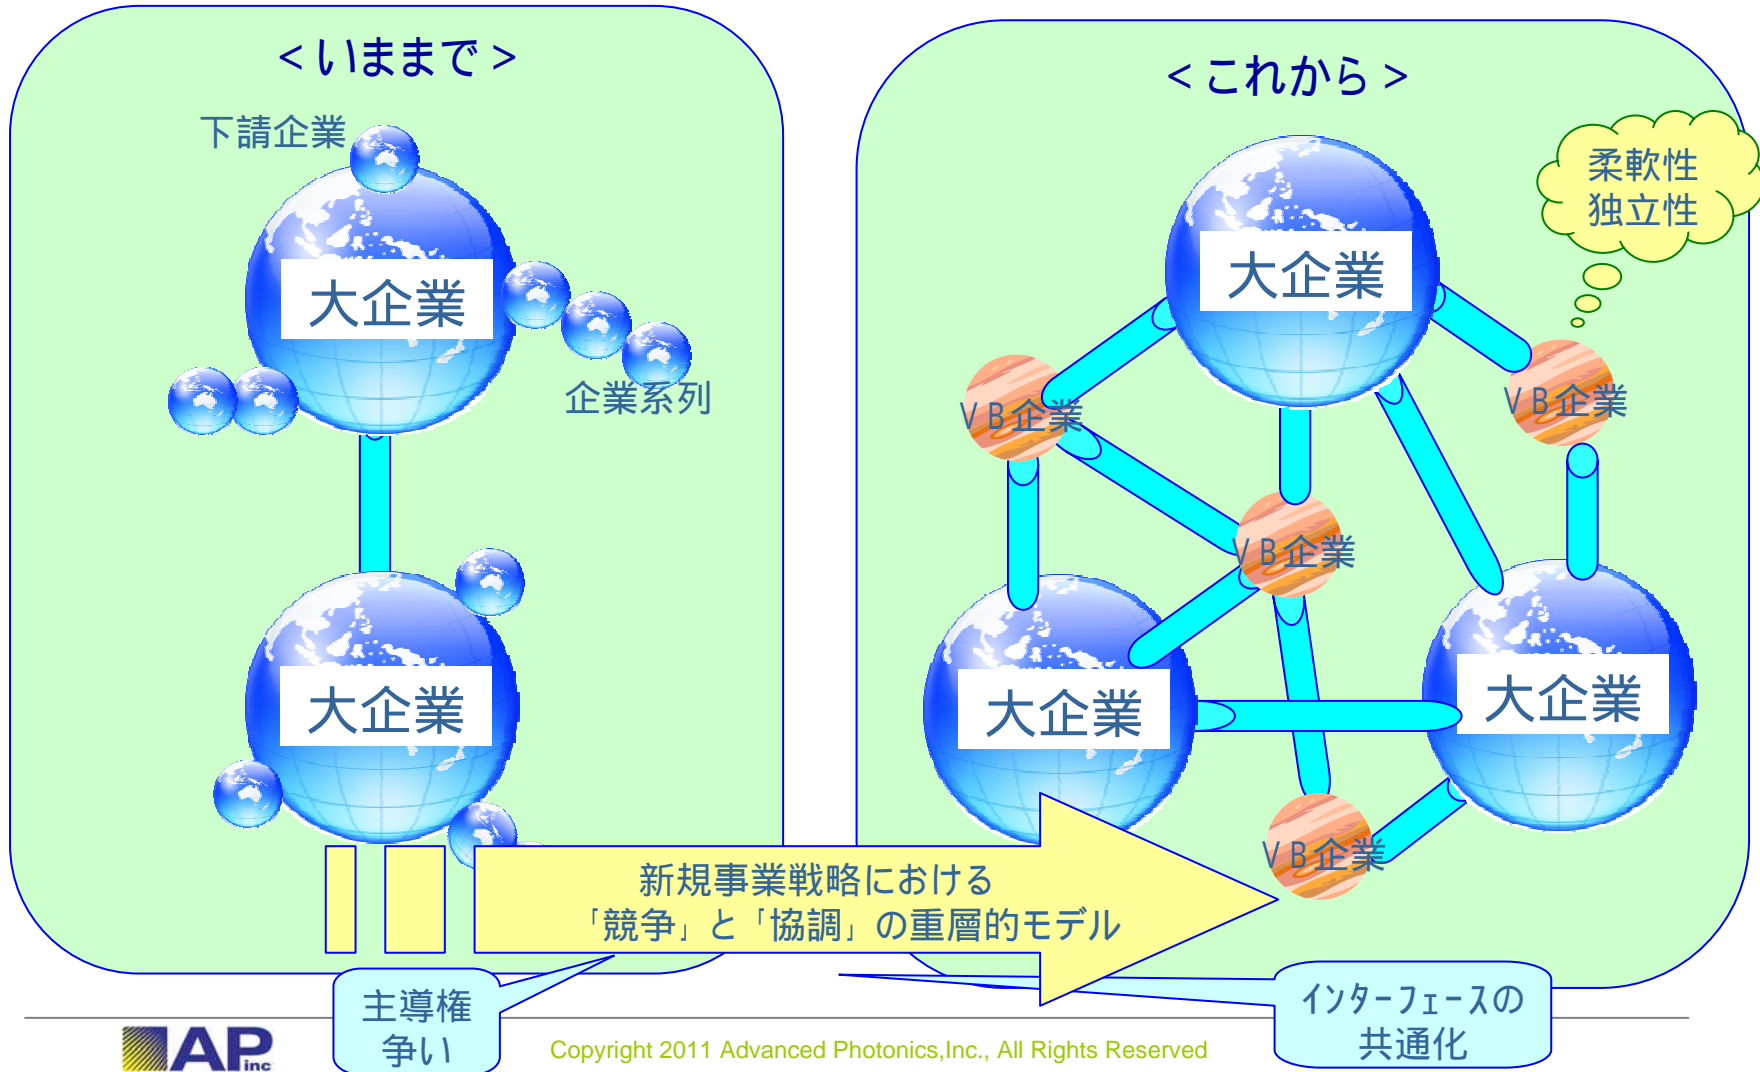 <いままで>
下請企業
大企業
企業系列
大企業
<これから>
柔軟性
独立性
大企業
VB企業
VB企業
VB企業
大企業
大企業
VB企業
新規事業戦略における
「競争」と「協調」の重層的モデル
主導権
争い
インターフェースの
共通化
AP inc
Copyright 2011 Advanced Photonics,Inc., All Rights Reserved